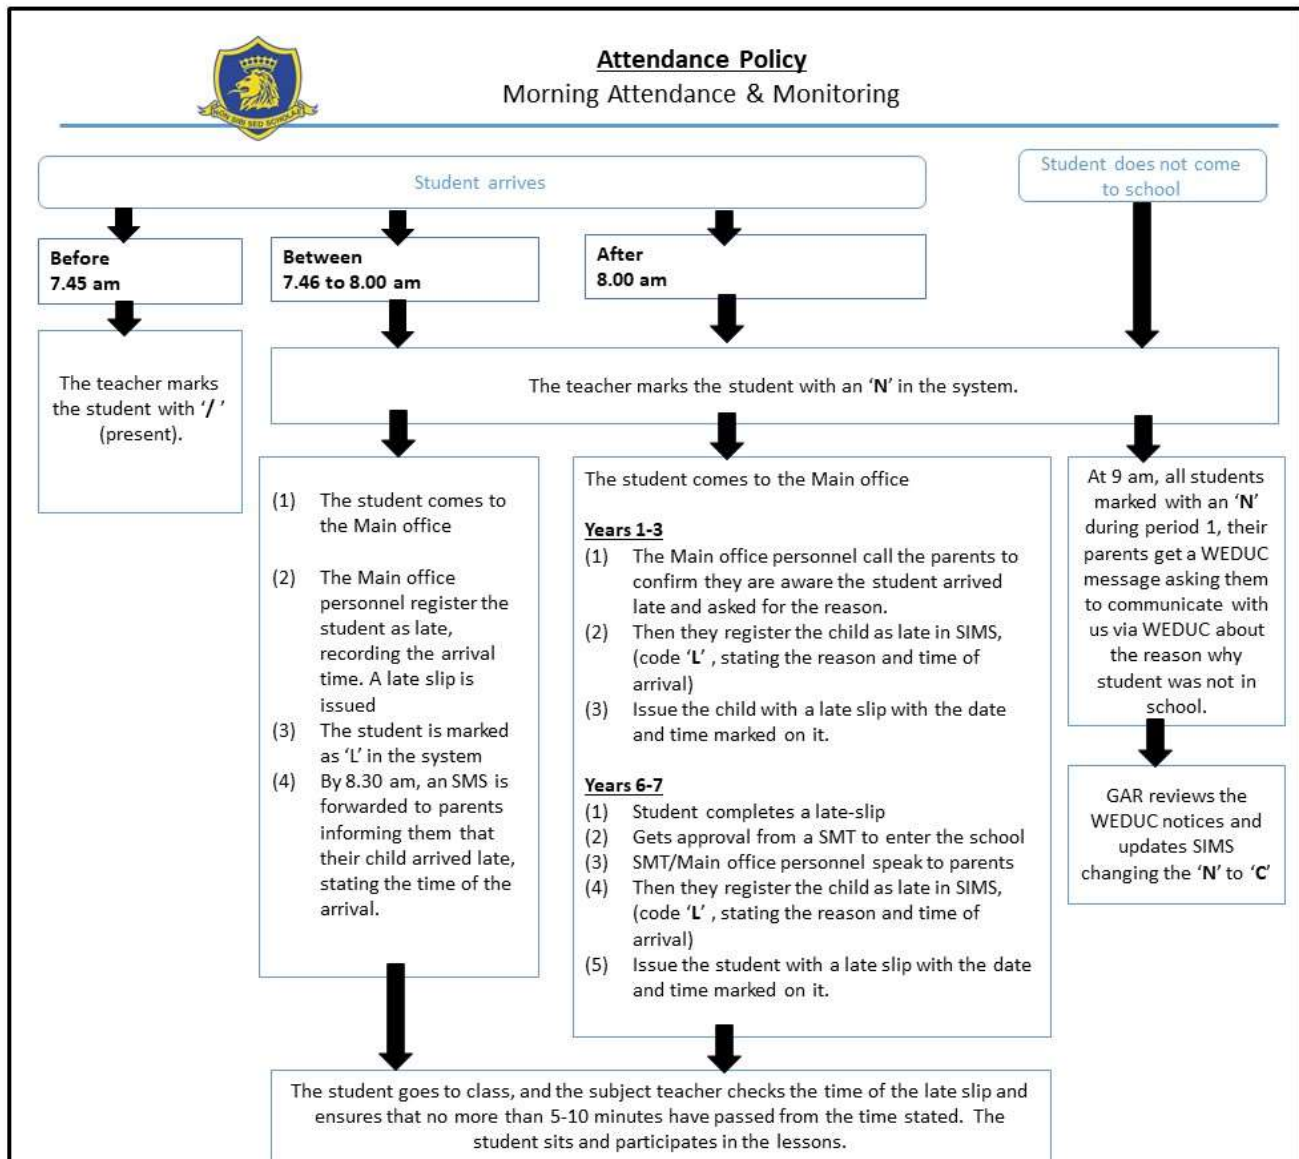 Attendance Policy
Morning Attendance & Monitoring
NON SIBI SED SCHOLAE
Student arrives
Student does not come
to school
Before
7.45 am
Between
7.46 to 8.00 am
After
8.00 am
The teacher marks
the student with ‘/ ’
(present).
The teacher marks the student with an ‘N’ in the system.
(1) The student comes to
the Main office
(2) The Main office
personnel register the
student as late,
recording the arrival
time. A late slip is
issued
(3) The student is marked
as ‘L’ in the system
(4) By 8.30 am, an SMS is
forwarded to parents
informing them that
their child arrived late,
stating the time of the
arrival.
The student comes to the Main office
Years 1-3
(1) The Main office personnel call the parents to
confirm they are aware the student arrived
late and asked for the reason.
(2) Then they register the child as late in SIMS,
(code ‘L’ , stating the reason and time of
arrival)
(3) Issue the child with a late slip with the date
and time marked on it.
Years 6-7
(1) Student completes a late-slip
(2) Gets approval from a SMT to enter the school
(3) SMT/Main office personnel speak to parents
(4) Then they register the child as late in SIMS,
(code ‘L’ , stating the reason and time of
arrival)
(5) Issue the student with a late slip with the date
and time marked on it.
At 9 am, all students
marked with an ‘N’
during period 1, their
parents get a WEDUC
message asking them
to communicate with
us via WEDUC about
the reason why
student was not in
school.
GAR reviews the
WEDUC notices and
updates SIMS
changing the ‘N’ to ‘C’
The student goes to class, and the subject teacher checks the time of the late slip and
ensures that no more than 5-10 minutes have passed from the time stated. The
student sits and participates in the lessons.